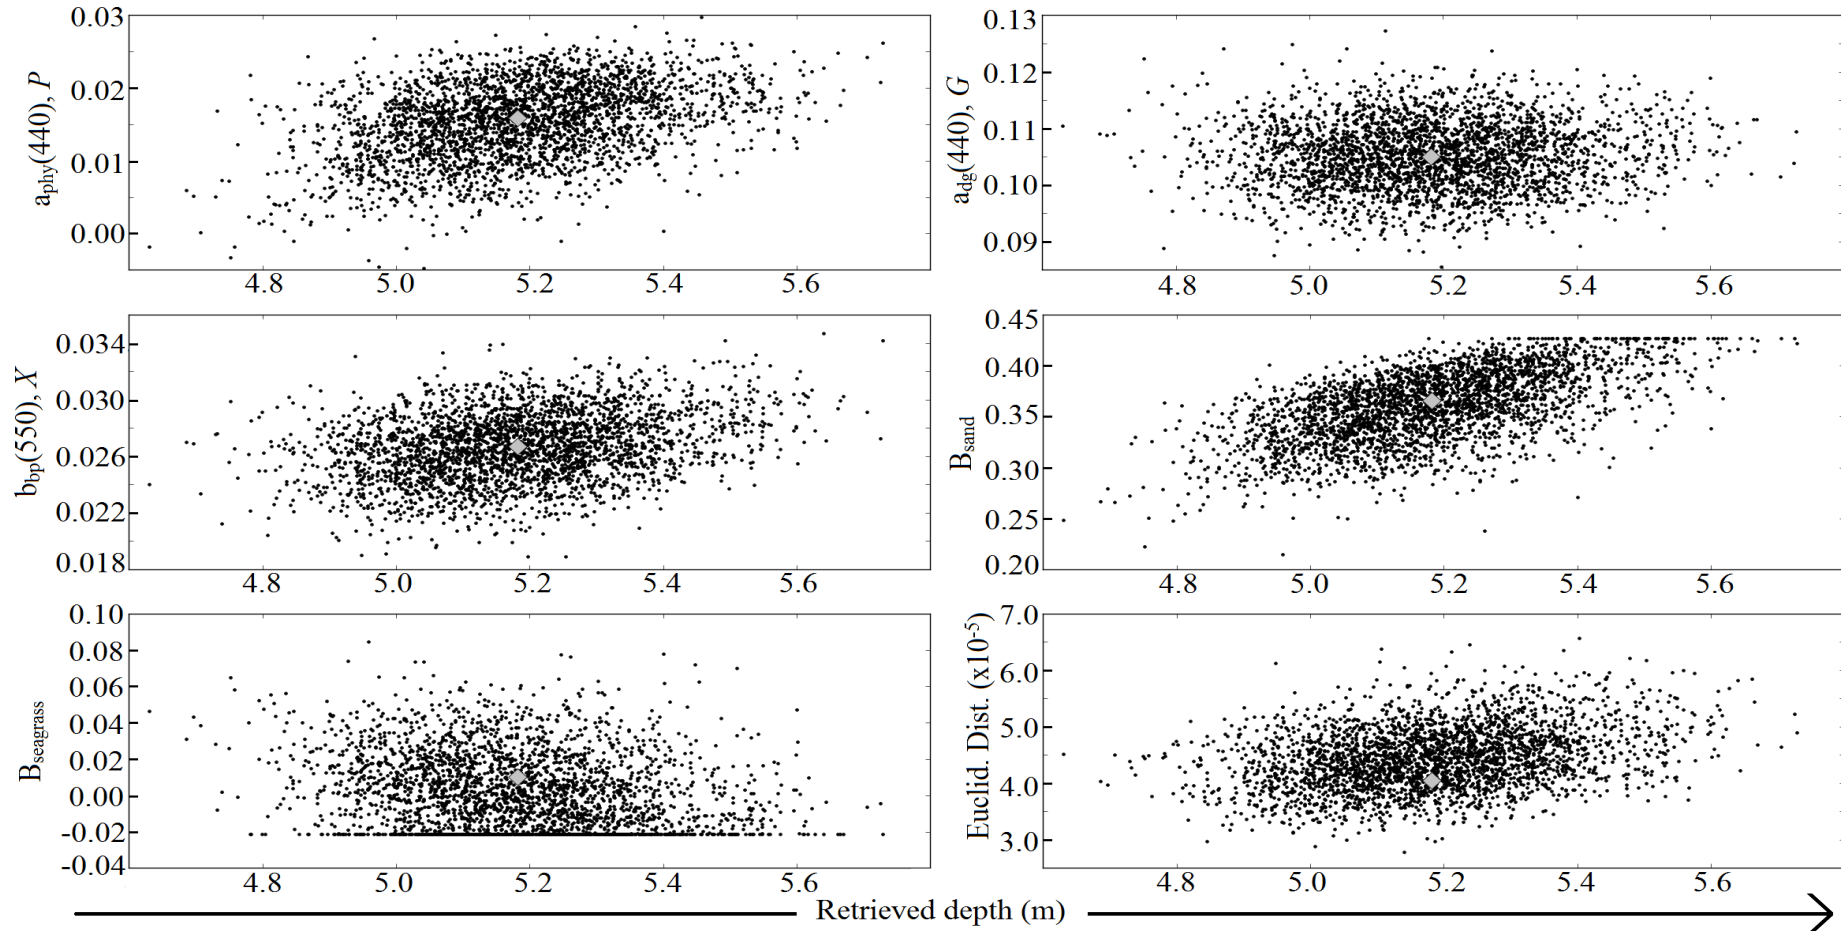 a_phy(440), P
0.03
0.02
0.01
0.00
4.8 5.0 5.2 5.4 5.6
a_dg(440), G
0.13
0.12
0.11
0.10
0.09
4.8 5.0 5.2 5.4 5.6
b_bp(550), X
0.034
0.030
0.026
0.022
0.018
4.8 5.0 5.2 5.4 5.6
B_sand
0.45
0.40
0.35
0.30
0.25
0.20
4.8 5.0 5.2 5.4 5.6
B_seagrass
0.10
0.08
0.06
0.04
0.02
0.00
-0.02
-0.04
4.8 5.0 5.2 5.4 5.6
Euclid. Dist. (x10^-5)
7.0
6.0
5.0
4.0
3.0
4.8 5.0 5.2 5.4 5.6
Retrieved depth (m)